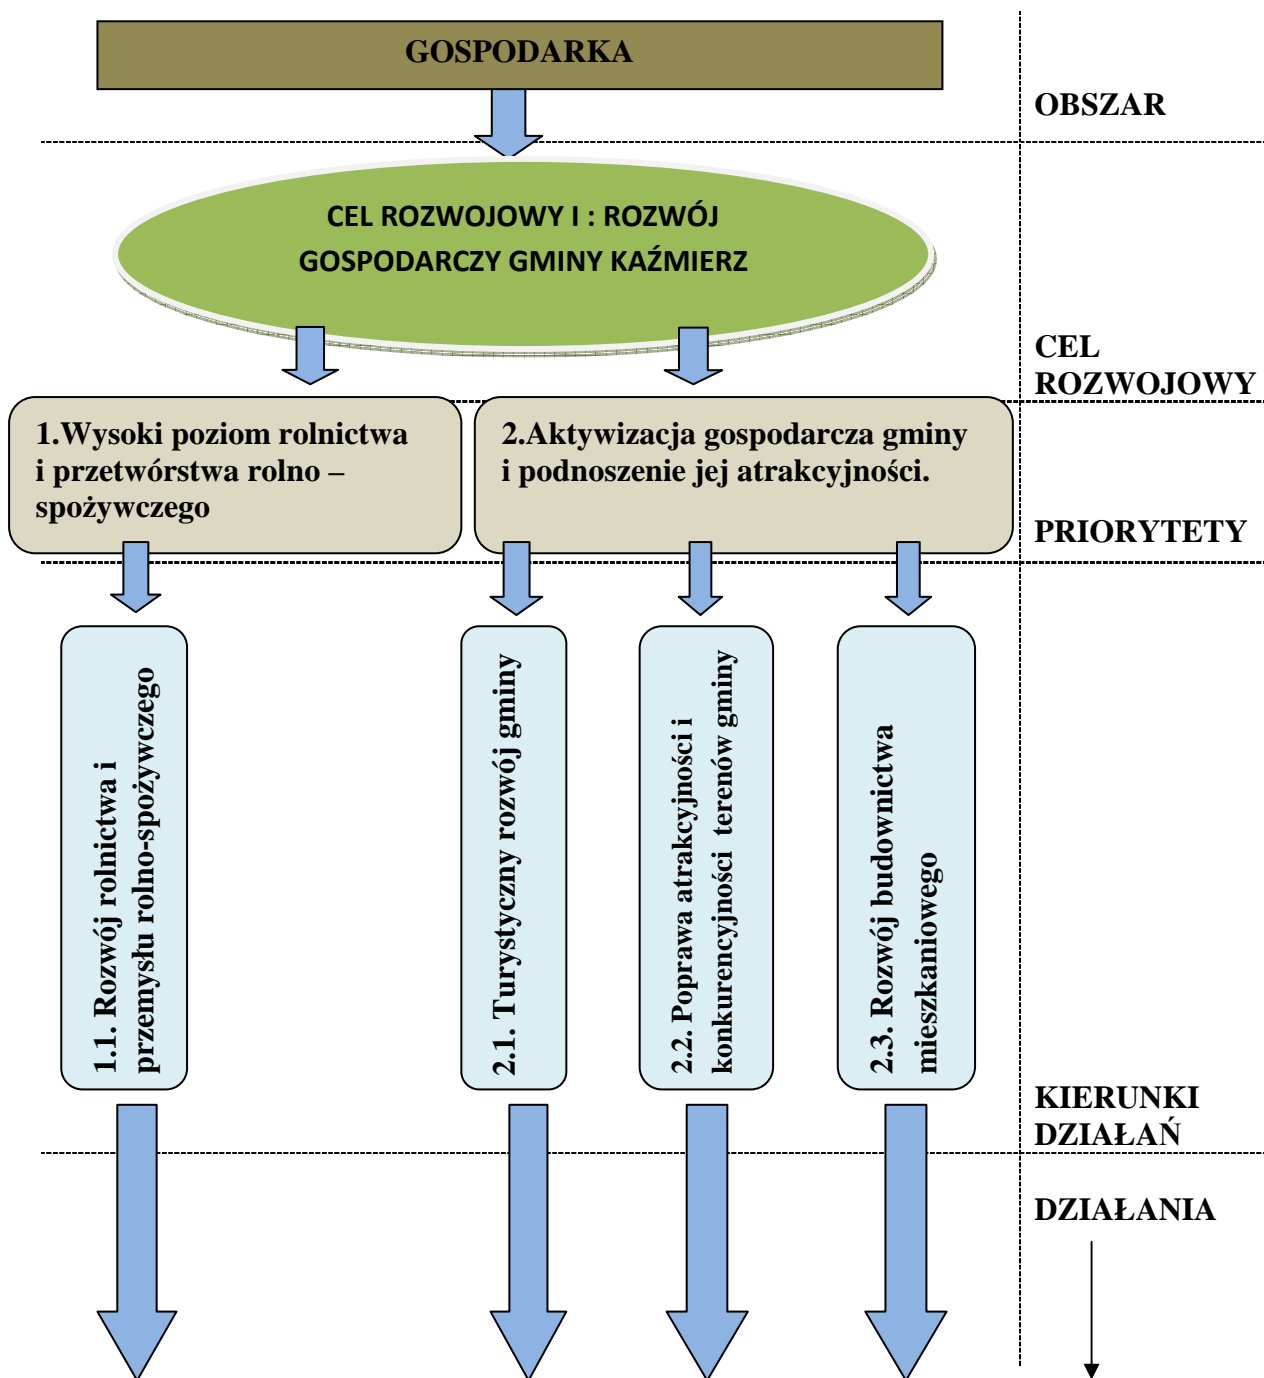 GOSPODARKA
OBSZAR
CEL ROZWOJOWY I : ROZWÓJ
GOSPODARCZY GMINY KAŹMIERZ
CEL
ROZWOJOWY
1.Wysoki poziom rolnictwa
i przetwórstwa rolno –
spożywczego
2.Aktywizacja gospodarcza gminy
i podnoszenie jej atrakcyjności.
PRIORYTETY
1.1. Rozwój rolnictwa i
przemysłu rolno-spożywczego
2.1. Turystyczny rozwój gminy
2.2. Poprawa atrakcyjności i
konkurencyjności terenów gminy
2.3. Rozwój budownictwa
mieszkaniowego
KIERUNKI
DZIAŁAŃ
DZIAŁANIA